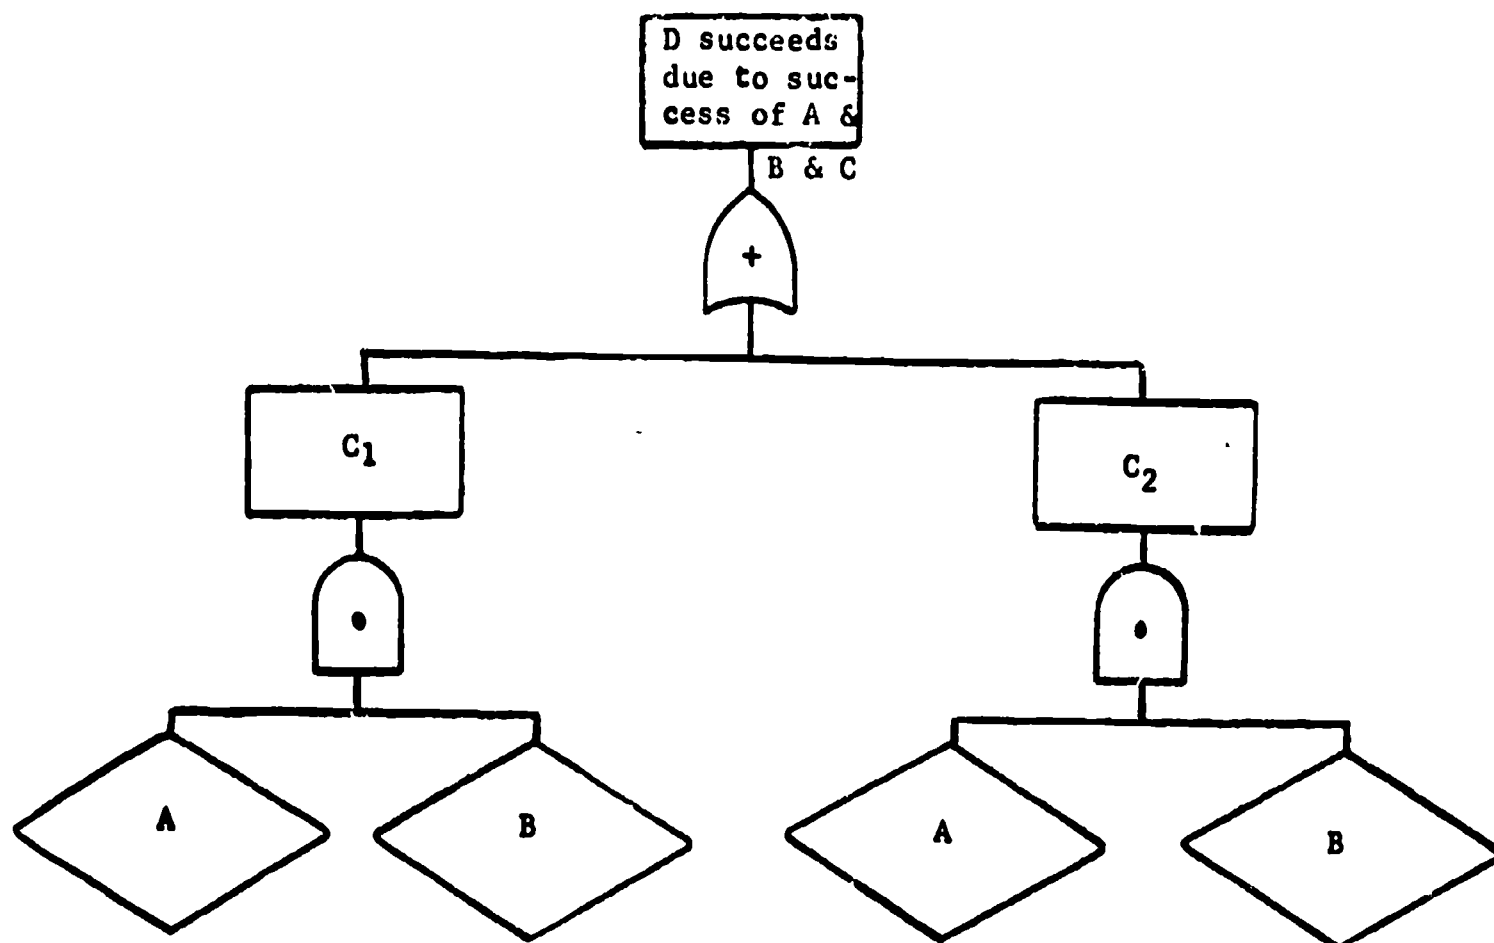 D succeeds
due to suc-
cess of A &
B & C
+
C1
C2
A
B
A
B